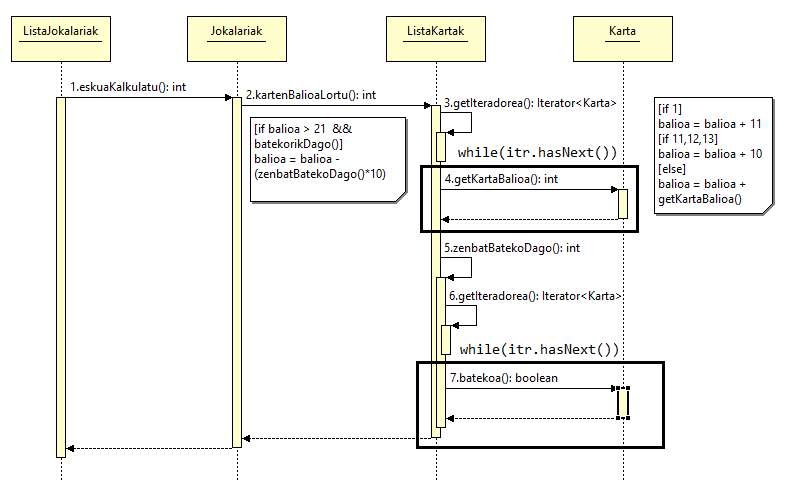 ListaJokalariak
Jokalariak
ListaKartak
Karta
1.eskuaKalkulatu(): int
2.kartenBalioaLortu(): int
3.getIteradorea(): Iterator<Karta>
[if balioa > 21 &&
batekorikDago()]
balioa = balioa -
(zenbatBatekoDago()*10)
[if 1]
balioa = balioa + 11
[if 11,12,13]
balioa = balioa + 10
[else]
balioa = balioa +
getKartaBalioa()
while(itr.hasNext())
4.getKartaBalioa(): int
5.zenbatBatekoDago(): int
6.getIteradorea(): Iterator<Karta>
while(itr.hasNext())
7.batekoa(): boolean